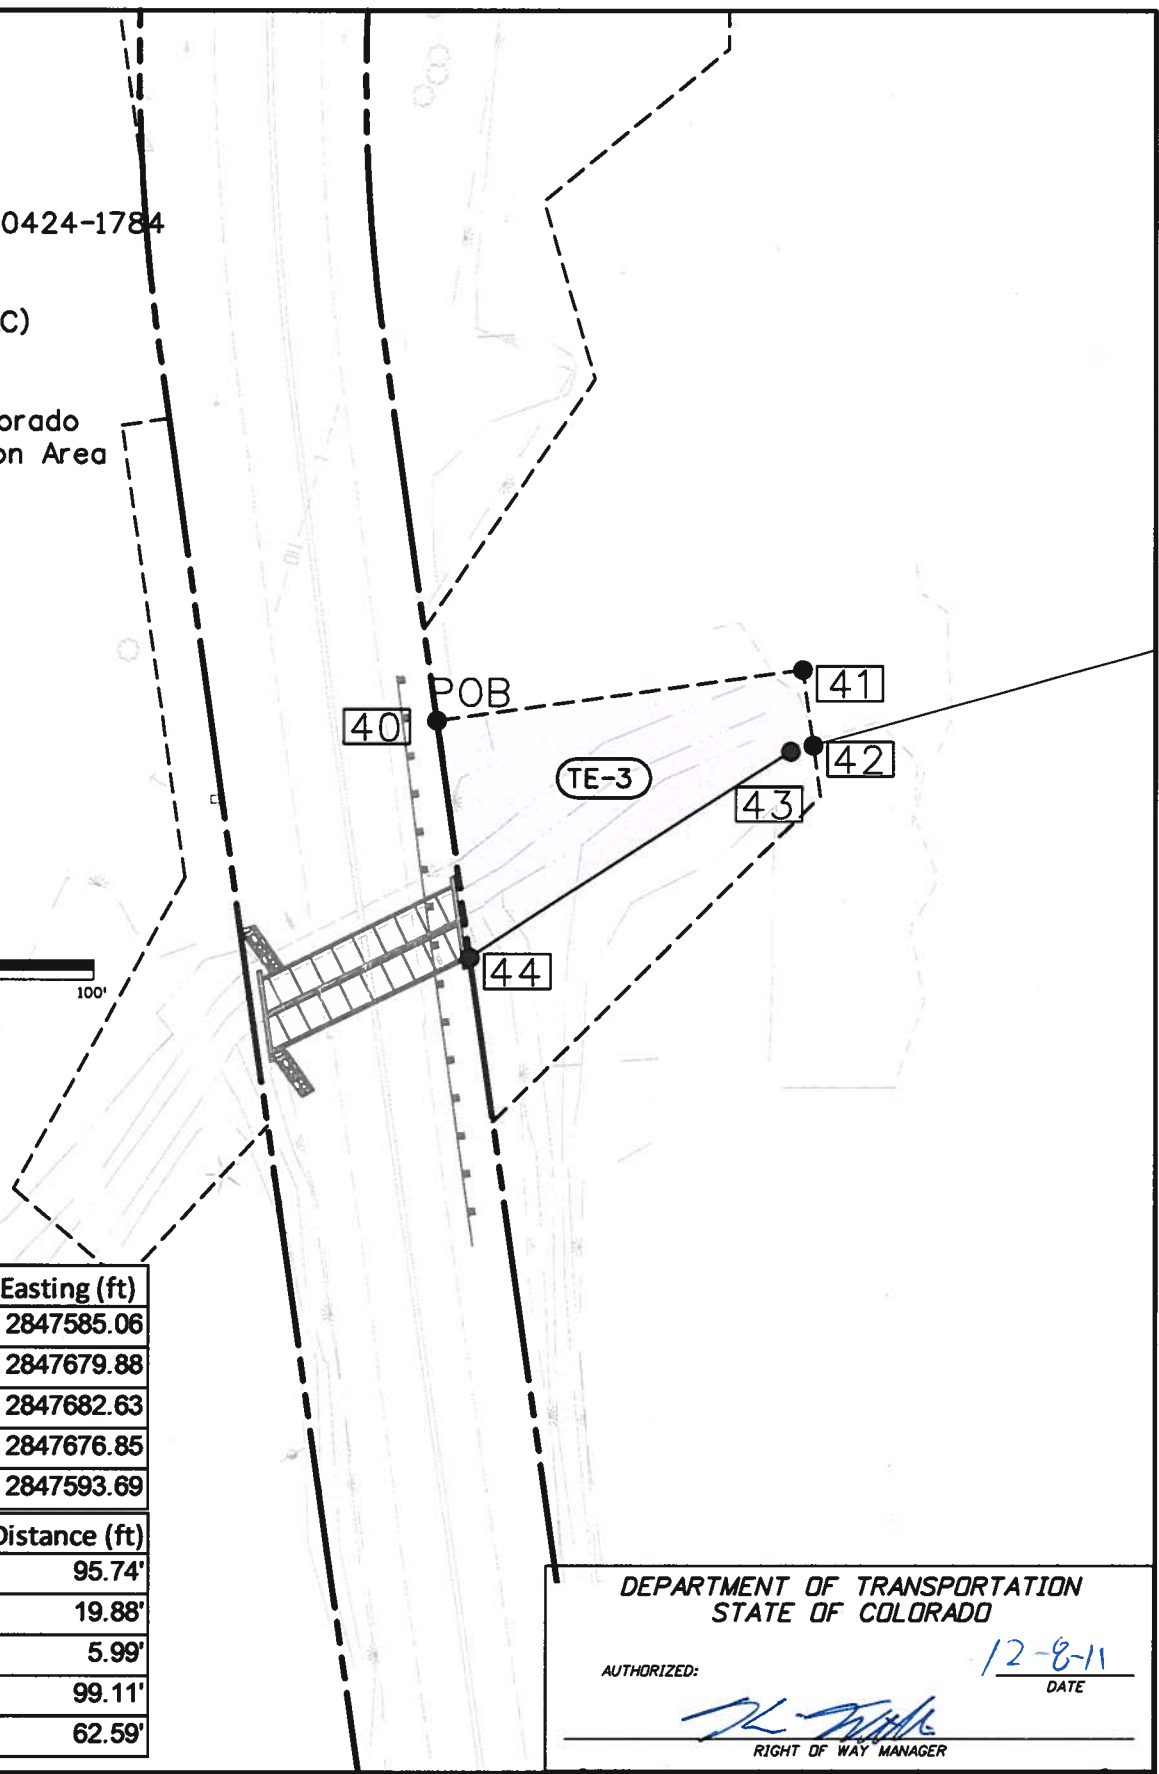 0424-1784
C)
orado
on Area
OH
POB
40
41
42
TE-3
43
44
100'
Easting (ft)
2847585.06
2847679.88
2847682.63
2847676.85
2847593.69
Distance (ft)
95.74'
19.88'
5.99'
99.11'
62.59'
DEPARTMENT OF TRANSPORTATION
STATE OF COLORADO
AUTHORIZED:
12-8-11
DATE
RIGHT OF WAY MANAGER